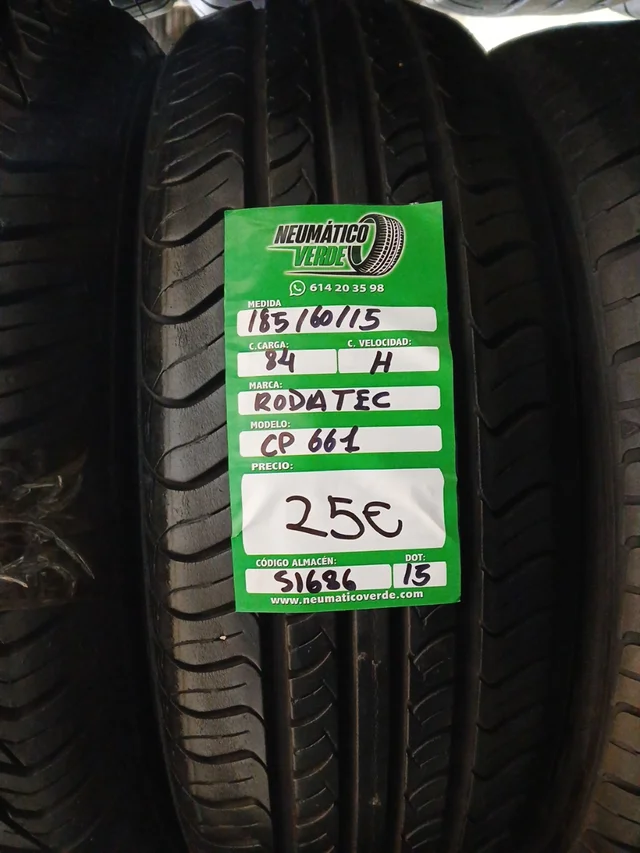 NEUMÁTICO
VERDE
614 20 35 98
MEDIDA
185/60/15
C.CARGA: C. VELOCIDAD:
84 H
MARCA:
RODATEC
MODELO:
CP 661
PRECIO:
25€
CÓDIGO ALMACÉN: DOT:
S1686 15
www.neumaticoverde.com